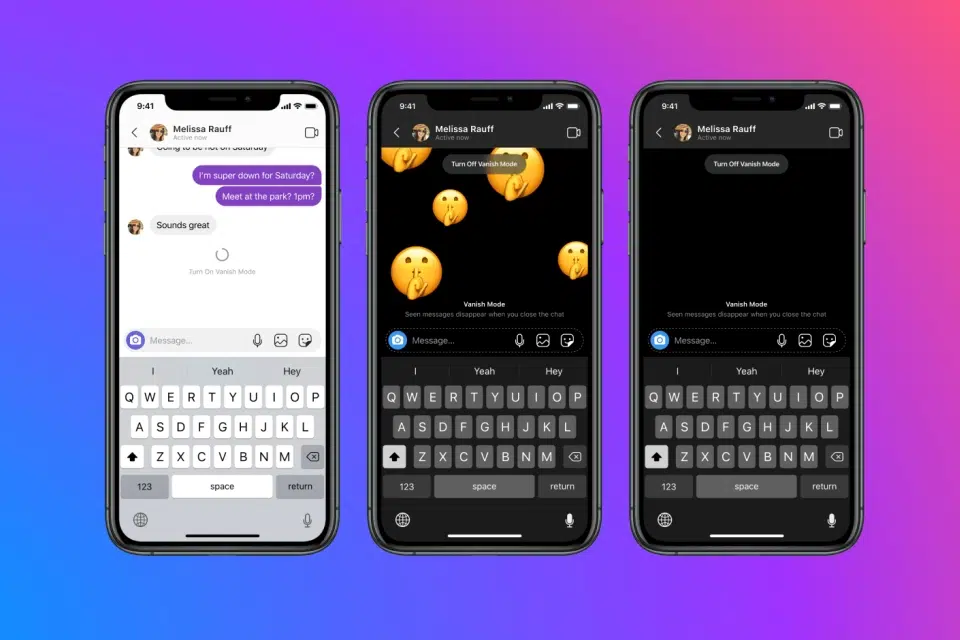 9:41
Melissa Rauff
Active now
Going to be hot on Saturday
I'm super down for Saturday?
Meet at the park? 1pm?
Sounds great
Turn On Vanish Mode
Message...
I Yeah Hey
Q W E R T Y U I O P
A S D F G H J K L
Z X C V B N M
123 space return
9:41
Melissa Rauff
Active now
Turn Off Vanish Mode
Vanish Mode
Seen messages disappear when you close the chat
Message...
I Yeah Hey
Q W E R T Y U I O P
A S D F G H J K L
Z X C V B N M
123 space return
9:41
Melissa Rauff
Active now
Turn Off Vanish Mode
Vanish Mode
Seen messages disappear when you close the chat
Message...
I Yeah Hey
Q W E R T Y U I O P
A S D F G H J K L
Z X C V B N M
123 space return